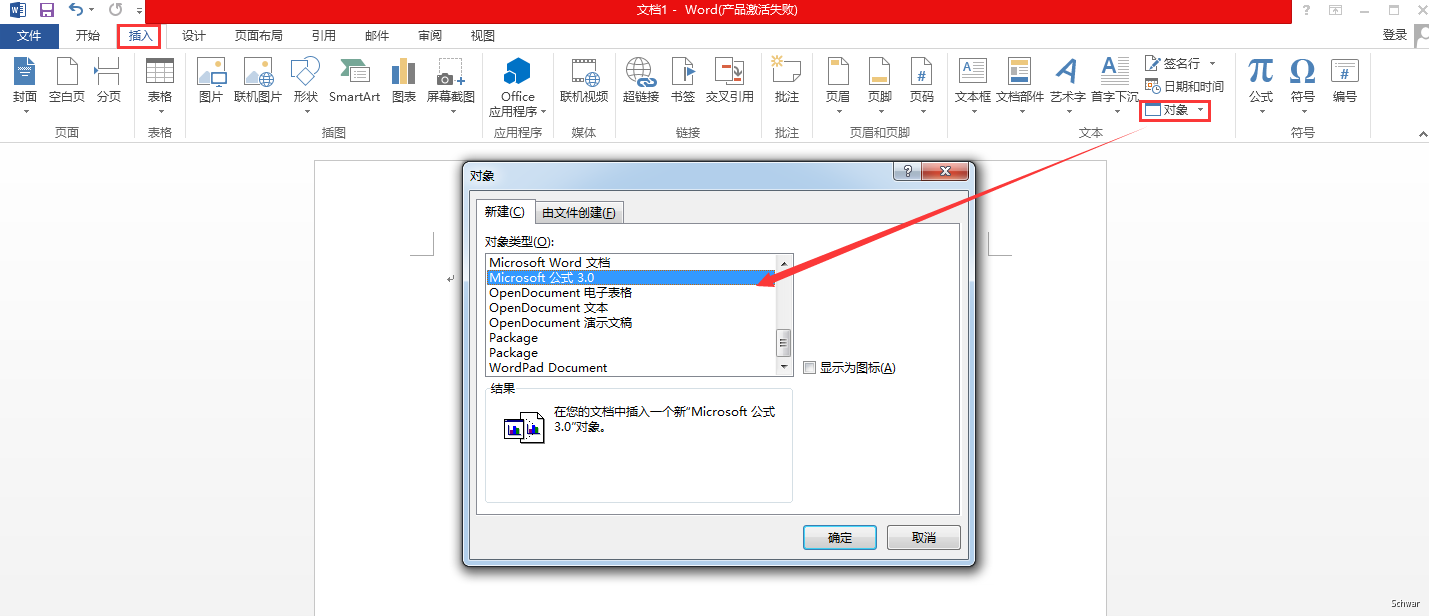 文档1 - Word(产品激活失败)
文件 开始 插入 设计 页面布局 引用 邮件 审阅 视图 登录
封面 空白页 分页 表格 图片 联机图片 形状 SmartArt 图表 屏幕截图 Office 应用程序 联机视频 超链接 书签 交叉引用 批注 页眉 页脚 页码 文本框 文档部件 艺术字 首字下沉 公式 符号 编号
签名行
日期和时间
对象
页面 表格 插图 应用程序 媒体 链接 批注 页眉和页脚 文本 符号
对象
新建(C) 由文件创建(F)
对象类型(O):
Microsoft Word 文档
Microsoft 公式 3.0
OpenDocument 电子表格
OpenDocument 文本
OpenDocument 演示文稿
Package
Package
WordPad Document
显示为图标(A)
结果
在您的文档中插入一个新"Microsoft 公式
3.0"对象。
确定 取消
Schwar